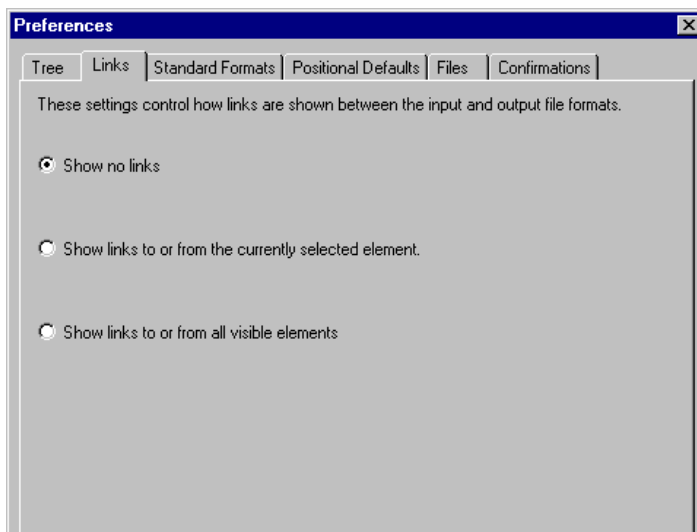 Preferences
Tree Links Standard Formats Positional Defaults Files Confirmations
These settings control how links are shown between the input and output file formats.
Show no links
Show links to or from the currently selected element.
Show links to or from all visible elements